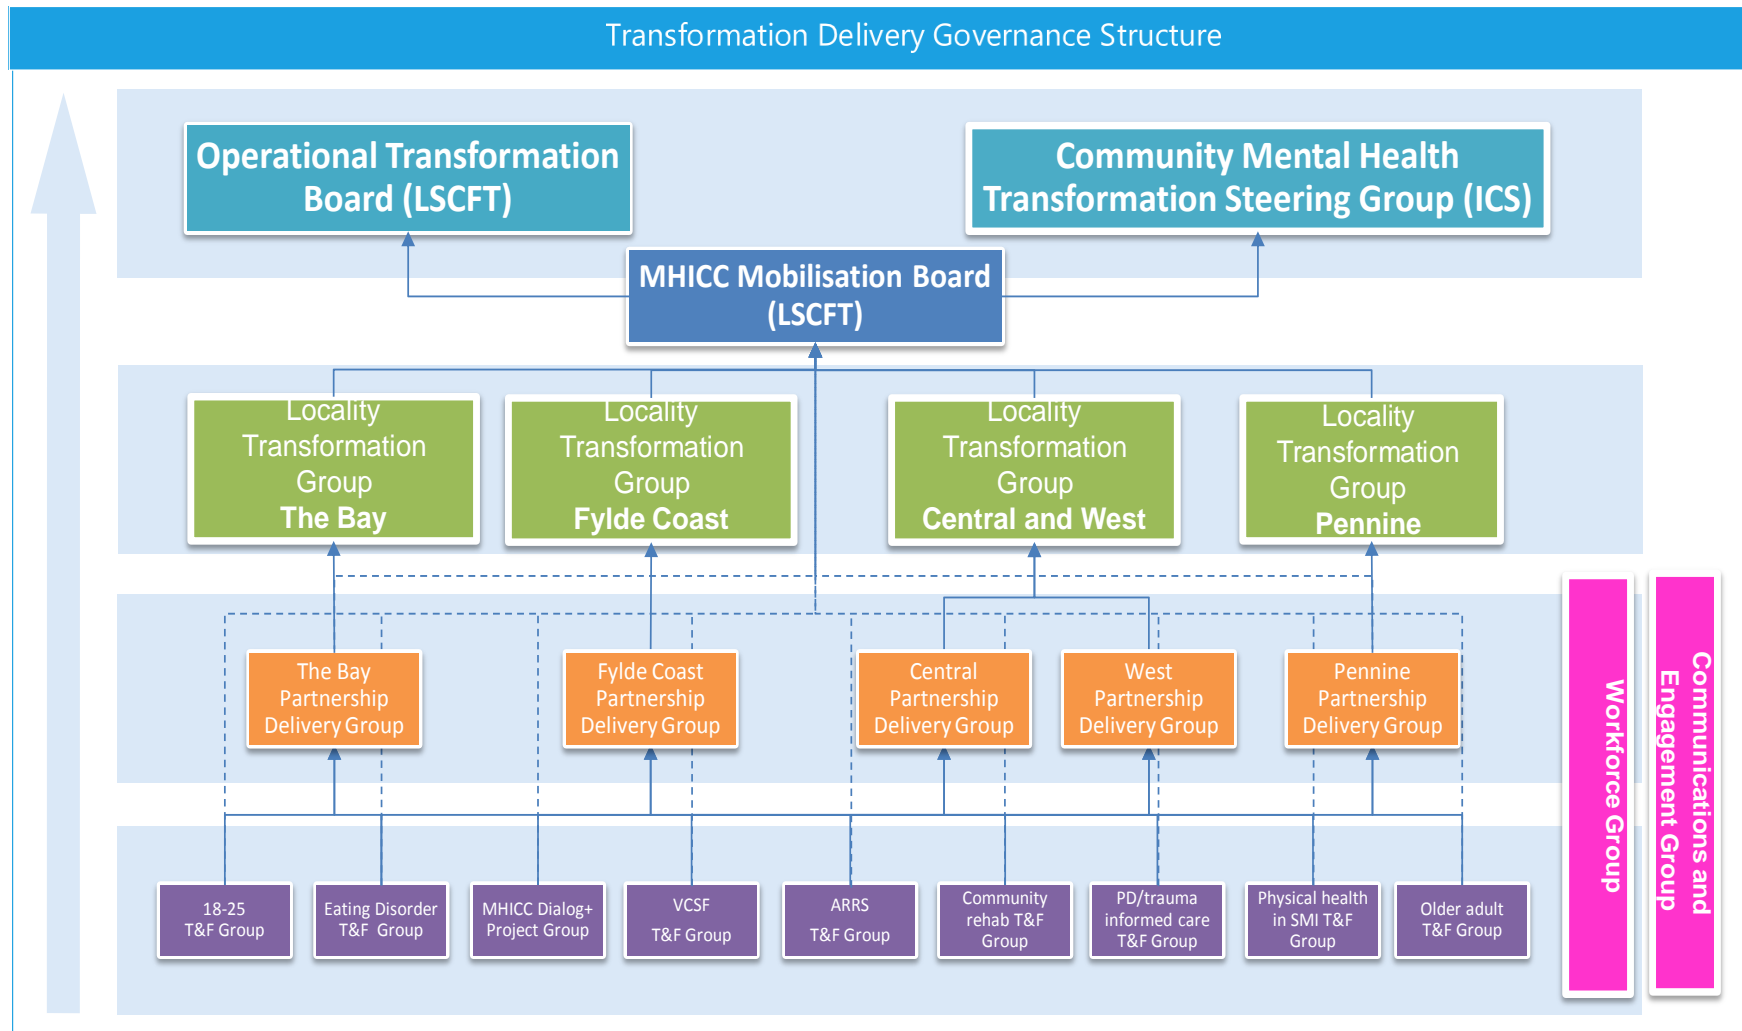 Transformation Delivery Governance Structure
Operational Transformation
Board (LSCFT)
Community Mental Health
Transformation Steering Group (ICS)
MHICC Mobilisation Board
(LSCFT)
Locality
Transformation
Group
The Bay
Locality
Transformation
Group
Fylde Coast
Locality
Transformation
Group
Central and West
Locality
Transformation
Group
Pennine
The Bay
Partnership
Delivery Group
Fylde Coast
Partnership
Delivery Group
Central
Partnership
Delivery Group
West
Partnership
Delivery Group
Pennine
Partnership
Delivery Group
Workforce Group
Communications and
Engagement Group
18-25
T&F Group
Eating Disorder
T&F Group
MHICC Dialog+
Project Group
VCSF
T&F Group
ARRS
T&F Group
Community
rehab T&F
Group
PD/trauma
informed care
T&F Group
Physical health
in SMI T&F
Group
Older adult
T&F Group